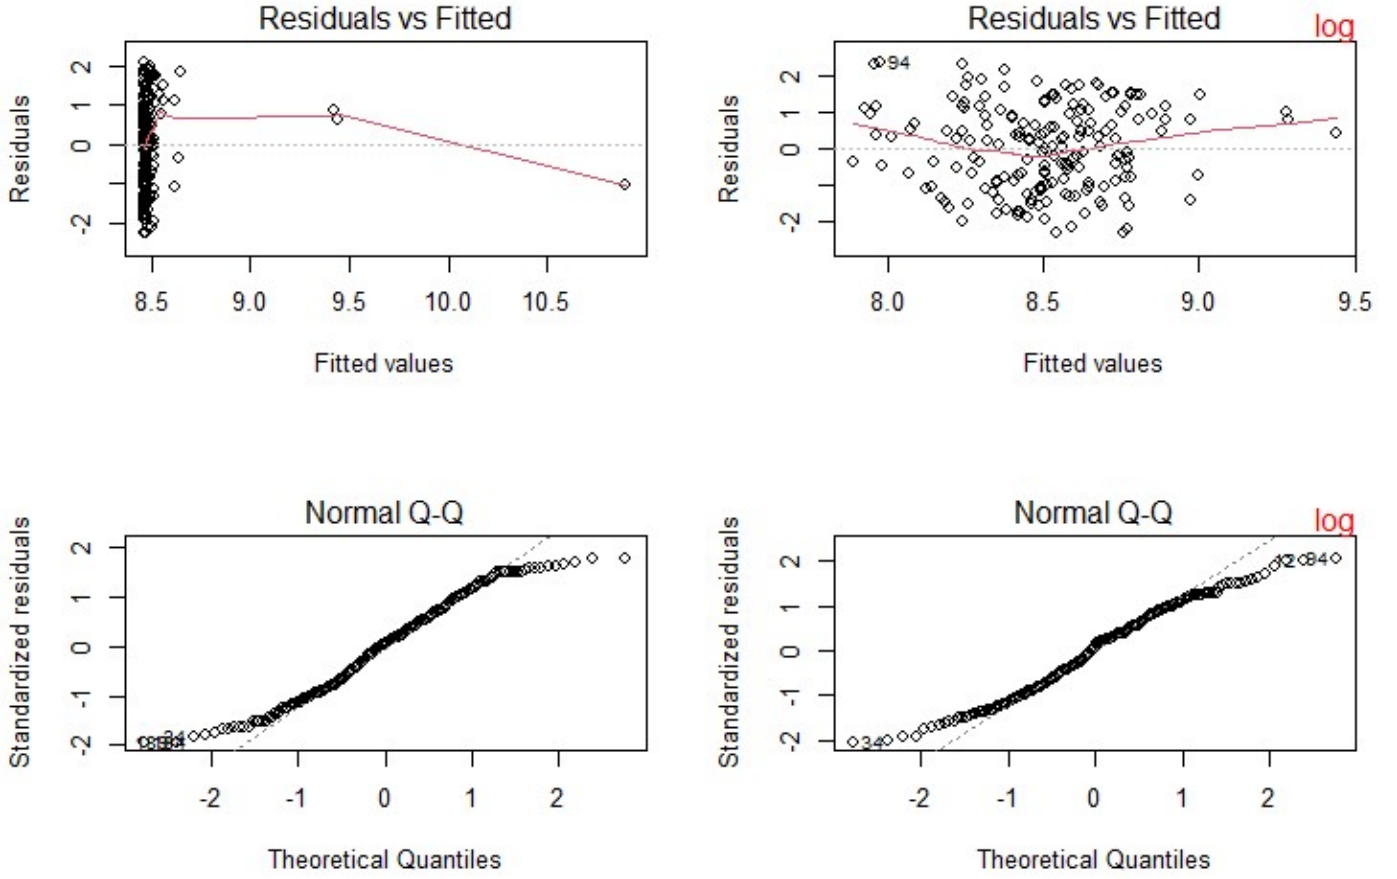 Residuals vs Fitted
Residuals
2
1
0
-2
8.5 9.0 9.5 10.0 10.5
Fitted values
Residuals vs Fitted
log
Residuals
2
1
0
-2
94
8.0 8.5 9.0 9.5
Fitted values
Normal Q-Q
Standardized residuals
2
1
0
-1
-2
34
-2 -1 0 1 2
Theoretical Quantiles
Normal Q-Q
log
Standardized residuals
2
1
0
-1
-2
94
34
-2 -1 0 1 2
Theoretical Quantiles